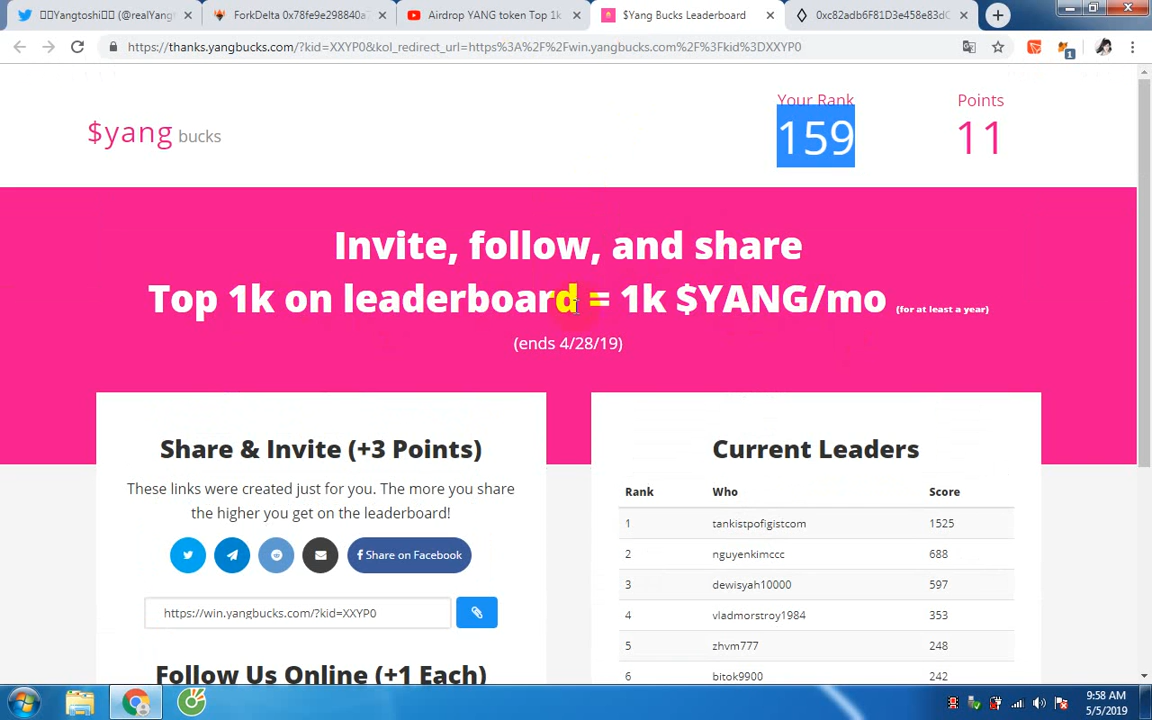 Yangtoshi (@realYang
ForkDelta 0x78fe9e298840a
Airdrop YANG token Top 1k
$Yang Bucks Leaderboard
0xc82adb6F81D3e458e83d
https://thanks.yangbucks.com/?kid=XXYP0&kol_redirect_url=https%3A%2F%2Fwin.yangbucks.com%2F%3Fkid%3DXXYP0
1
$yang bucks
Your Rank
159
Points
11
Invite, follow, and share
Top 1k on leaderboard = 1k $YANG/mo (for at least a year)
(ends 4/28/19)
Share & Invite (+3 Points)
These links were created just for you. The more you share
the higher you get on the leaderboard!
Share on Facebook
https://win.yangbucks.com/?kid=XXYP0
Follow Us Online (+1 Each)
Current Leaders
Rank Who Score
1 tankistpofigistcom 1525
2 nguyenkimccc 688
3 dewisyah10000 597
4 vladmorstroy1984 353
5 zhvm777 248
6 bitok9900 242
9:58 AM
5/5/2019